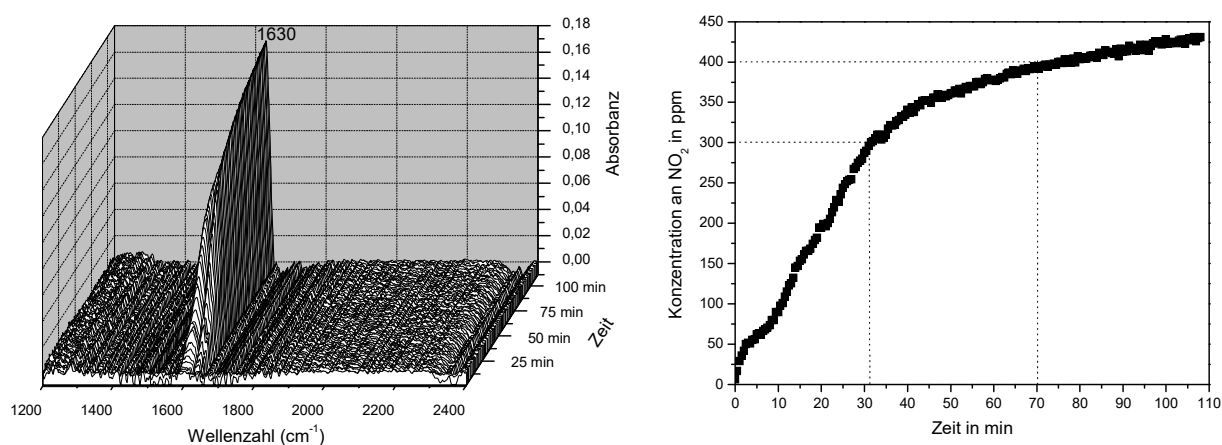 0,18
0,16
0,14
0,12
0,10
0,08
0,06
0,04
0,02
0,00
Absorbanz
1630
100 min
75 min
50 min
25 min
Zeit
1200 1400 1600 1800 2000 2200 2400
Wellenzahl (cm⁻¹)
450
400
350
300
250
200
150
100
50
0
Konzentration an NO₂ in ppm
0 10 20 30 40 50 60 70 80 90 100 110
Zeit in min